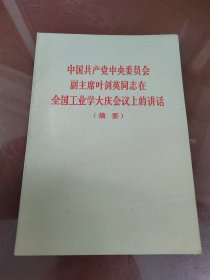 中国共产党中央委员会
副主席叶剑英同志在
全国工业学大庆会议上的讲话
（摘要）